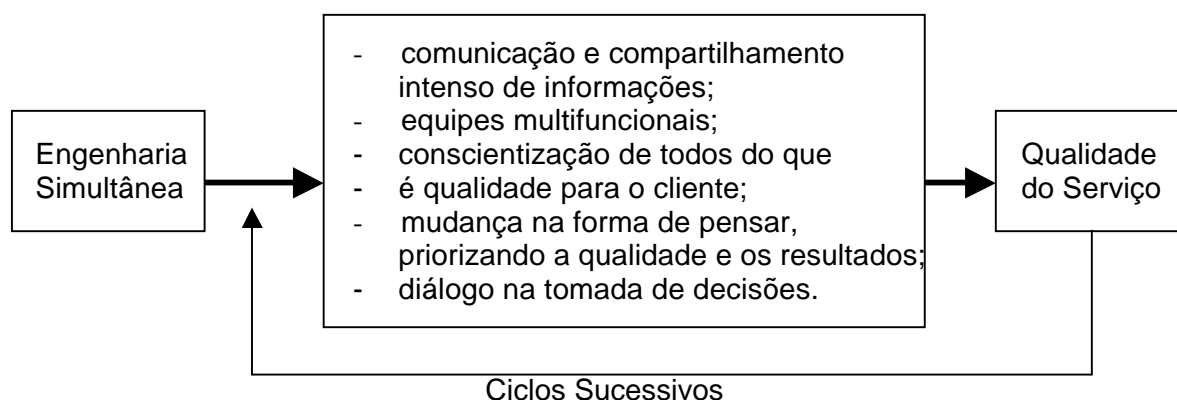 Engenharia
Simultânea
- comunicação e compartilhamento
intenso de informações;
- equipes multifuncionais;
- conscientização de todos do que
- é qualidade para o cliente;
- mudança na forma de pensar,
priorizando a qualidade e os resultados;
- diálogo na tomada de decisões.
Qualidade
do Serviço
Ciclos Sucessivos